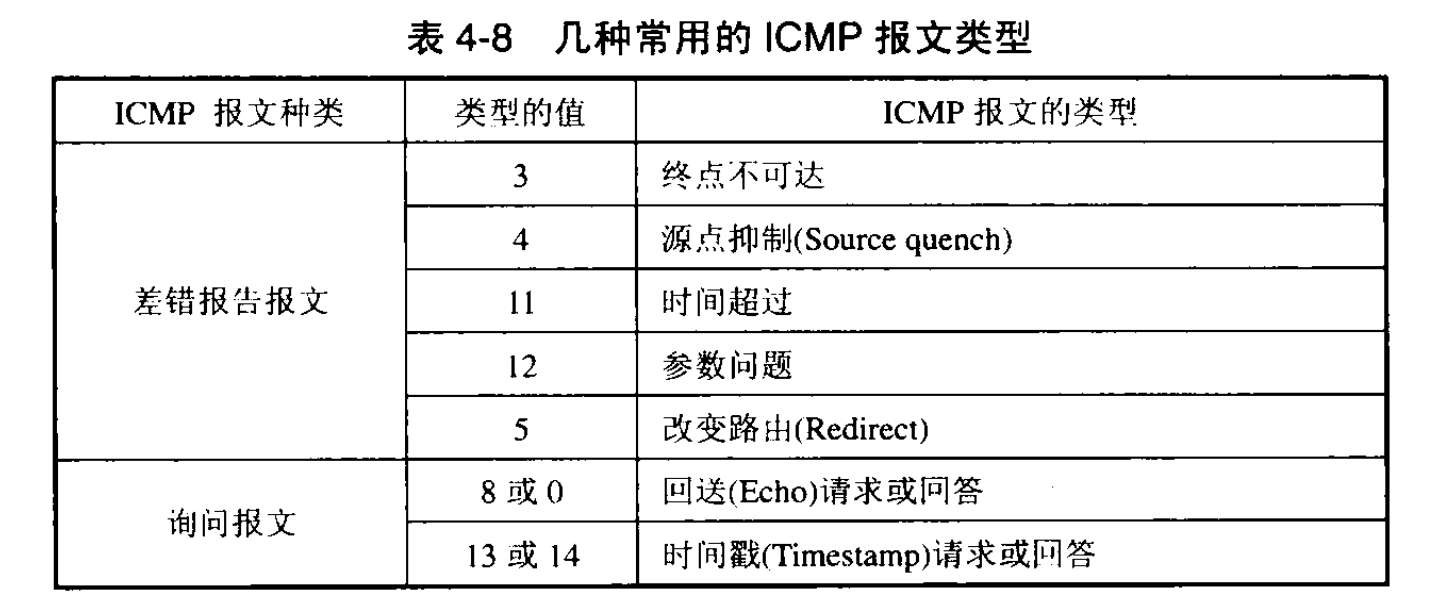 表 4-8 几种常用的 ICMP 报文类型
ICMP 报文种类 类型的值 ICMP 报文的类型
差错报告报文 3 终点不可达
4 源点抑制(Source quench)
11 时间超过
12 参数问题
5 改变路由(Redirect)
询问报文 8 或 0 回送(Echo)请求或回答
13 或 14 时间戳(Timestamp)请求或回答